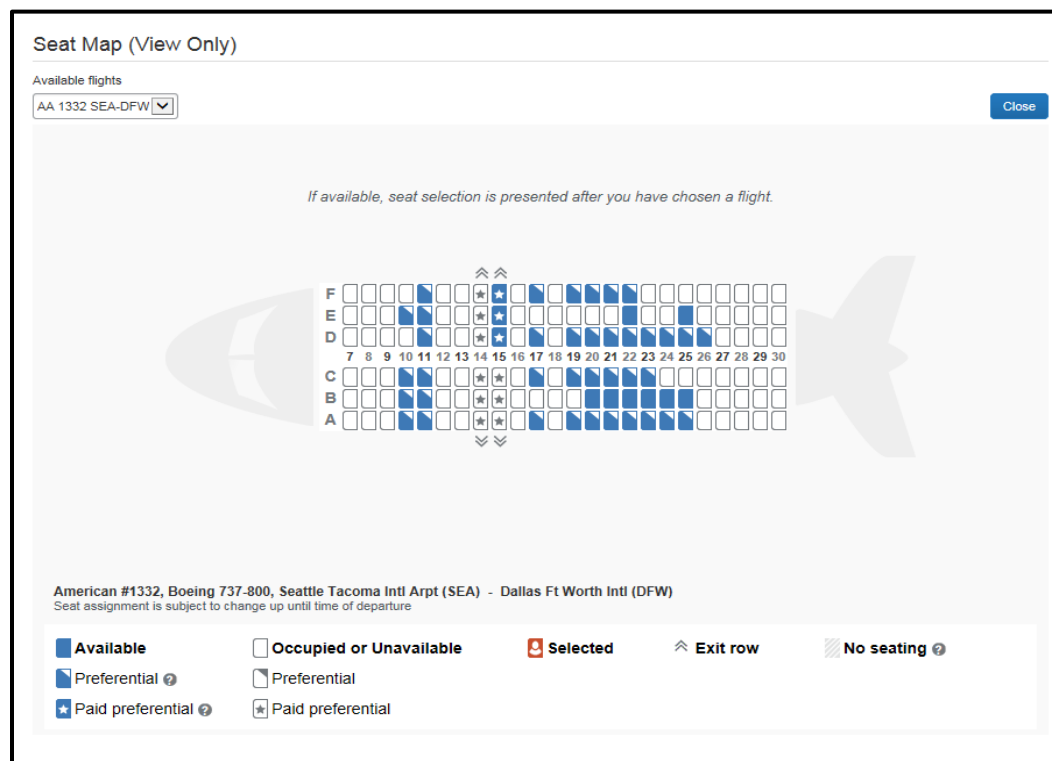 Seat Map (View Only)
Available flights
AA 1332 SEA-DFW
Close
If available, seat selection is presented after you have chosen a flight.
F
E
D
7 8 9 10 11 12 13 14 15 16 17 18 19 20 21 22 23 24 25 26 27 28 29 30
C
B
A
American #1332, Boeing 737-800, Seattle Tacoma Intl Arpt (SEA) - Dallas Ft Worth Intl (DFW)
Seat assignment is subject to change up until time of departure
Available Occupied or Unavailable Selected Exit row No seating ?
Preferential ? Preferential
Paid preferential ? Paid preferential